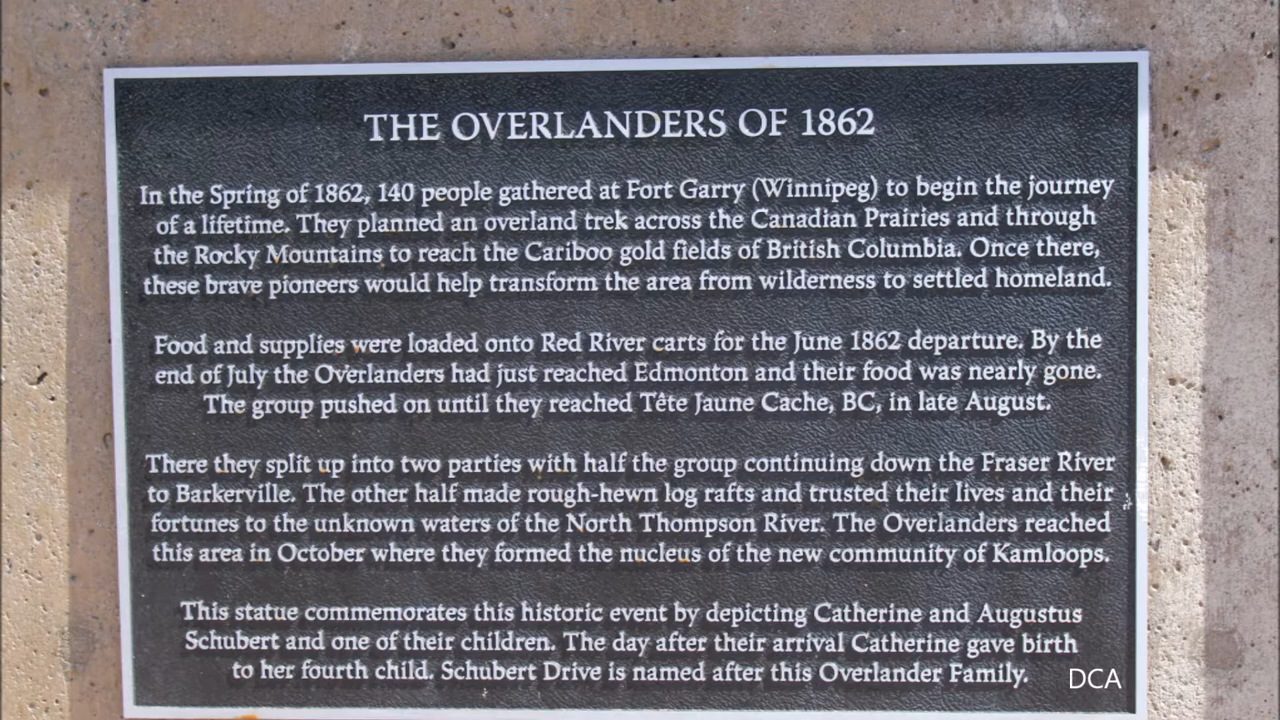 THE OVERLANDERS OF 1862
In the Spring of 1862, 140 people gathered at Fort Garry (Winnipeg) to begin the journey
of a lifetime. They planned an overland trek across the Canadian Prairies and through
the Rocky Mountains to reach the Cariboo gold fields of British Columbia. Once there,
these brave pioneers would help transform the area from wilderness to settled homeland.
Food and supplies were loaded onto Red River carts for the June 1862 departure. By the
end of July the Overlanders had just reached Edmonton and their food was nearly gone.
The group pushed on until they reached Tête Jaune Cache, BC, in late August.
There they split up into two parties with half the group continuing down the Fraser River
to Barkerville. The other half made rough-hewn log rafts and trusted their lives and their
fortunes to the unknown waters of the North Thompson River. The Overlanders reached
this area in October where they formed the nucleus of the new community of Kamloops.
This statue commemorates this historic event by depicting Catherine and Augustus
Schubert and one of their children. The day after their arrival Catherine gave birth
to her fourth child. Schubert Drive is named after this Overlander Family.
DCA